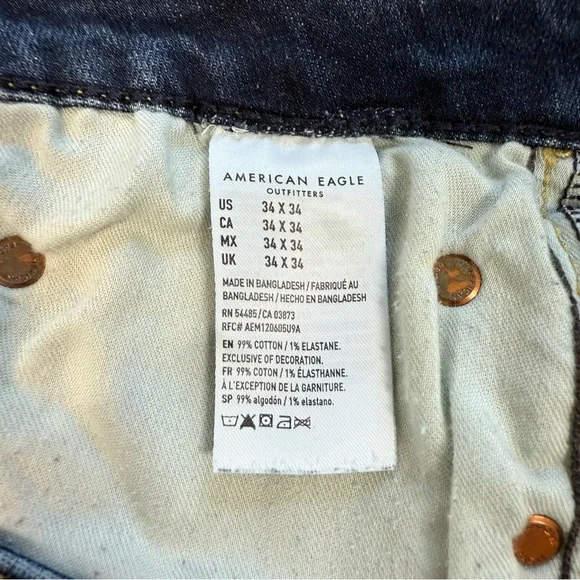 AMERICAN EAGLE
OUTFITTERS
US 34 X 34
CA 34 X 34
MX 34 X 34
UK 34 X 34
MADE IN BANGLADESH / FABRIQUÉ AU
BANGLADESH / HECHO EN BANGLADESH
RN 54485 / CA 03873
RFC# AEM120605U9A
EN 99% COTTON / 1% ELASTANE.
EXCLUSIVE OF DECORATION.
FR 99% COTON / 1% ÉLASTHANNE.
À L'EXCEPTION DE LA GARNITURE.
SP 99% algodón / 1% elastano.